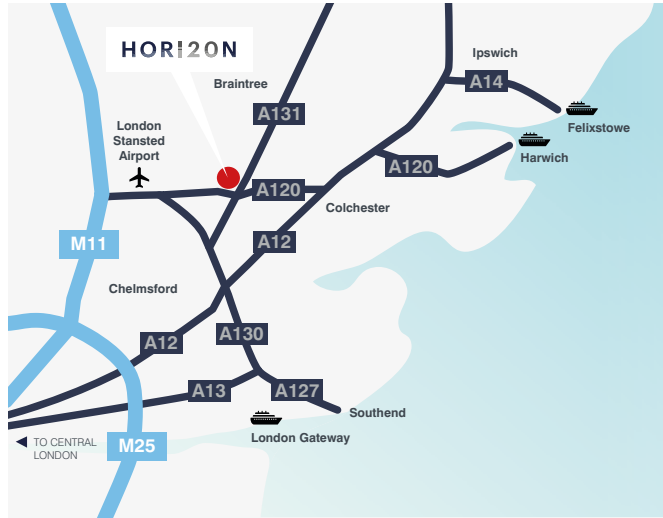 HORI20N
Ipswich
Braintree
A14
A131
Felixstowe
London
Stansted
Airport
Harwich
A120
A120
Colchester
M11
A12
Chelmsford
A130
A12
A13
A127
Southend
London Gateway
TO CENTRAL
LONDON
M25